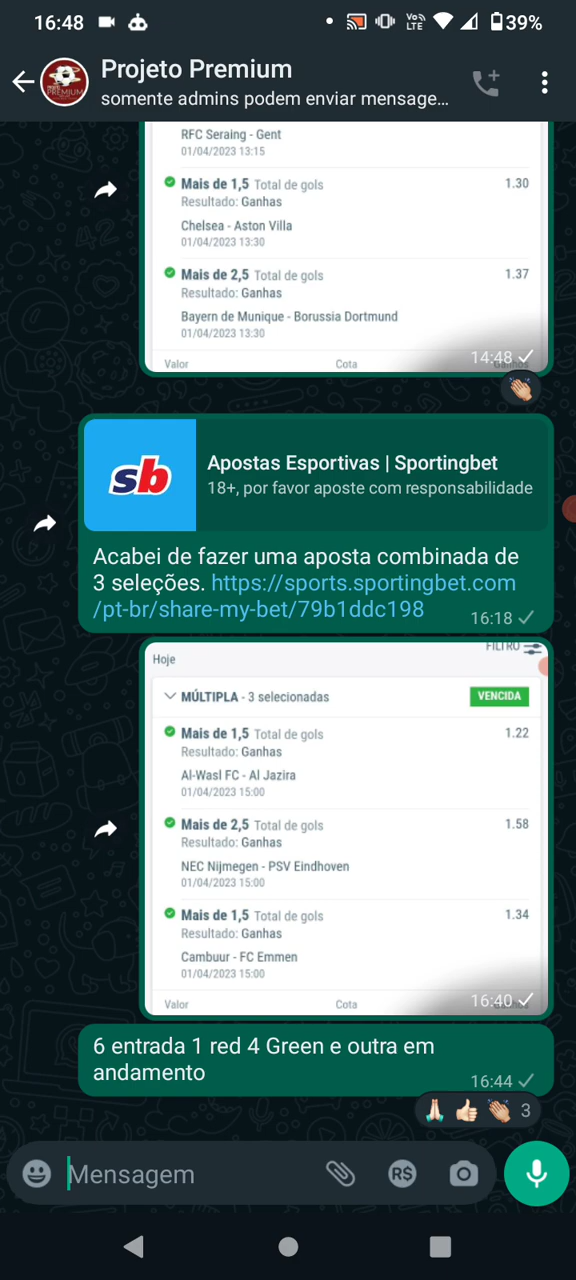 16:48
Vo)) LTE
39%
Projeto Premium
somente admins podem enviar mensage...
RFC Seraing - Gent
01/04/2023 13:15
Mais de 1,5 Total de gols 1.30
Resultado: Ganhas
Chelsea - Aston Villa
01/04/2023 13:30
Mais de 2,5 Total de gols 1.37
Resultado: Ganhas
Bayern de Munique - Borussia Dortmund
01/04/2023 13:30
Valor Cota Ganhos
14:48
sb
Apostas Esportivas | Sportingbet
18+, por favor aposte com responsabilidade
Acabei de fazer uma aposta combinada de
3 seleções. https://sports.sportingbet.com
/pt-br/share-my-bet/79b1ddc198
16:18
FILTRO
Hoje
MÚLTIPLA - 3 selecionadas VENCIDA
Mais de 1,5 Total de gols 1.22
Resultado: Ganhas
Al-Wasl FC - Al Jazira
01/04/2023 15:00
Mais de 2,5 Total de gols 1.58
Resultado: Ganhas
NEC Nijmegen - PSV Eindhoven
01/04/2023 15:00
Mais de 1,5 Total de gols 1.34
Resultado: Ganhas
Cambuur - FC Emmen
01/04/2023 15:00
Valor Cota
16:40
6 entrada 1 red 4 Green e outra em
andamento
16:44
3
Mensagem
R$